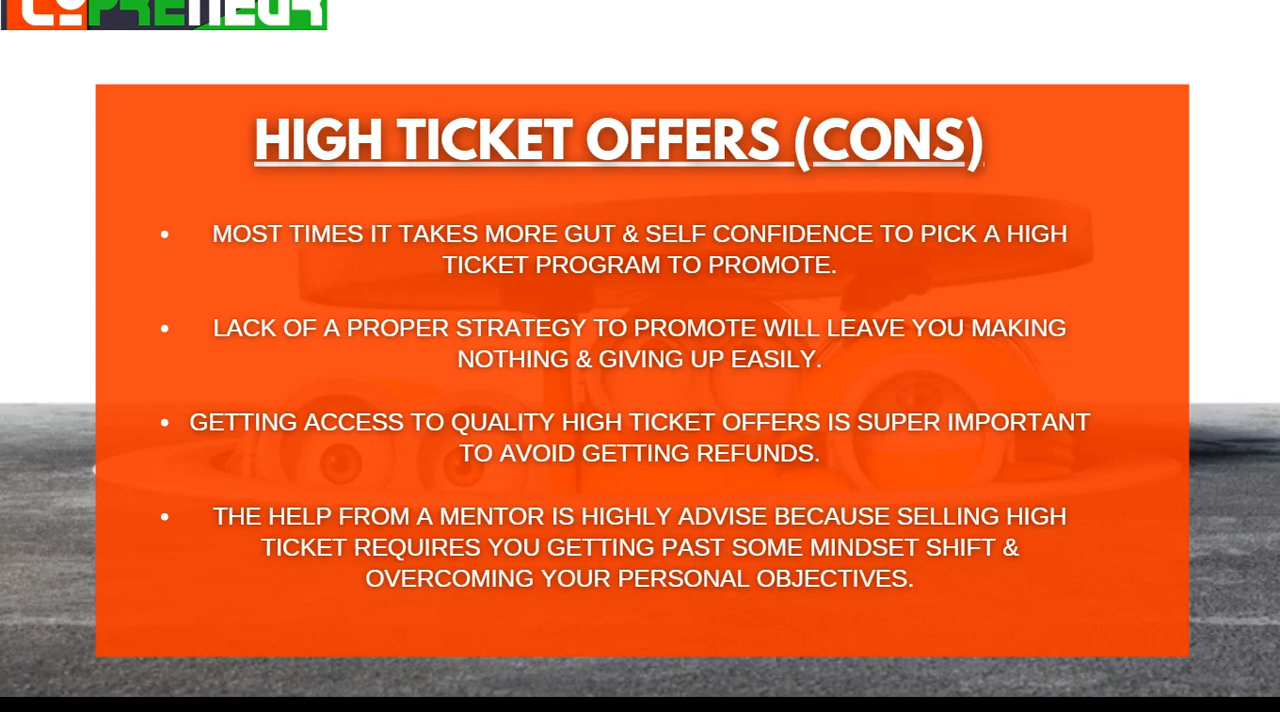 PRENEUR
HIGH TICKET OFFERS (CONS)
• MOST TIMES IT TAKES MORE GUT & SELF CONFIDENCE TO PICK A HIGH
TICKET PROGRAM TO PROMOTE.
• LACK OF A PROPER STRATEGY TO PROMOTE WILL LEAVE YOU MAKING
NOTHING & GIVING UP EASILY.
• GETTING ACCESS TO QUALITY HIGH TICKET OFFERS IS SUPER IMPORTANT
TO AVOID GETTING REFUNDS.
• THE HELP FROM A MENTOR IS HIGHLY ADVISE BECAUSE SELLING HIGH
TICKET REQUIRES YOU GETTING PAST SOME MINDSET SHIFT &
OVERCOMING YOUR PERSONAL OBJECTIVES.